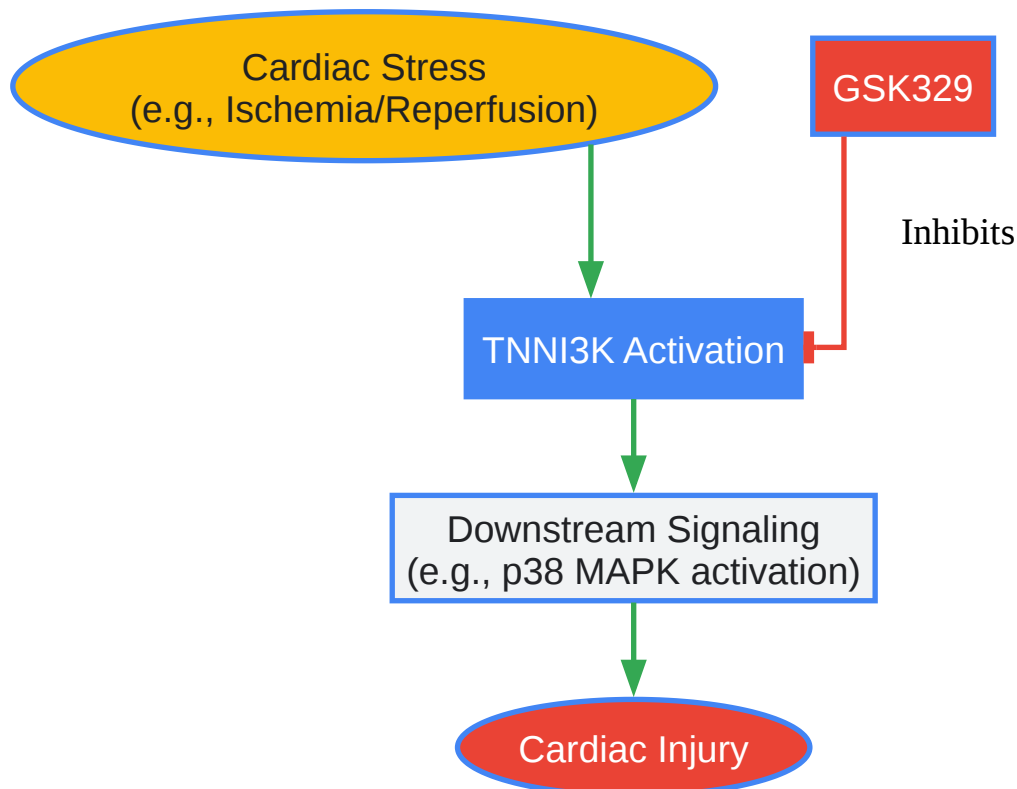 Cardiac Stress
(e.g., Ischemia/Reperfusion)
GSK329
Inhibits
TNNI3K Activation
Downstream Signaling
(e.g., p38 MAPK activation)
Cardiac Injury